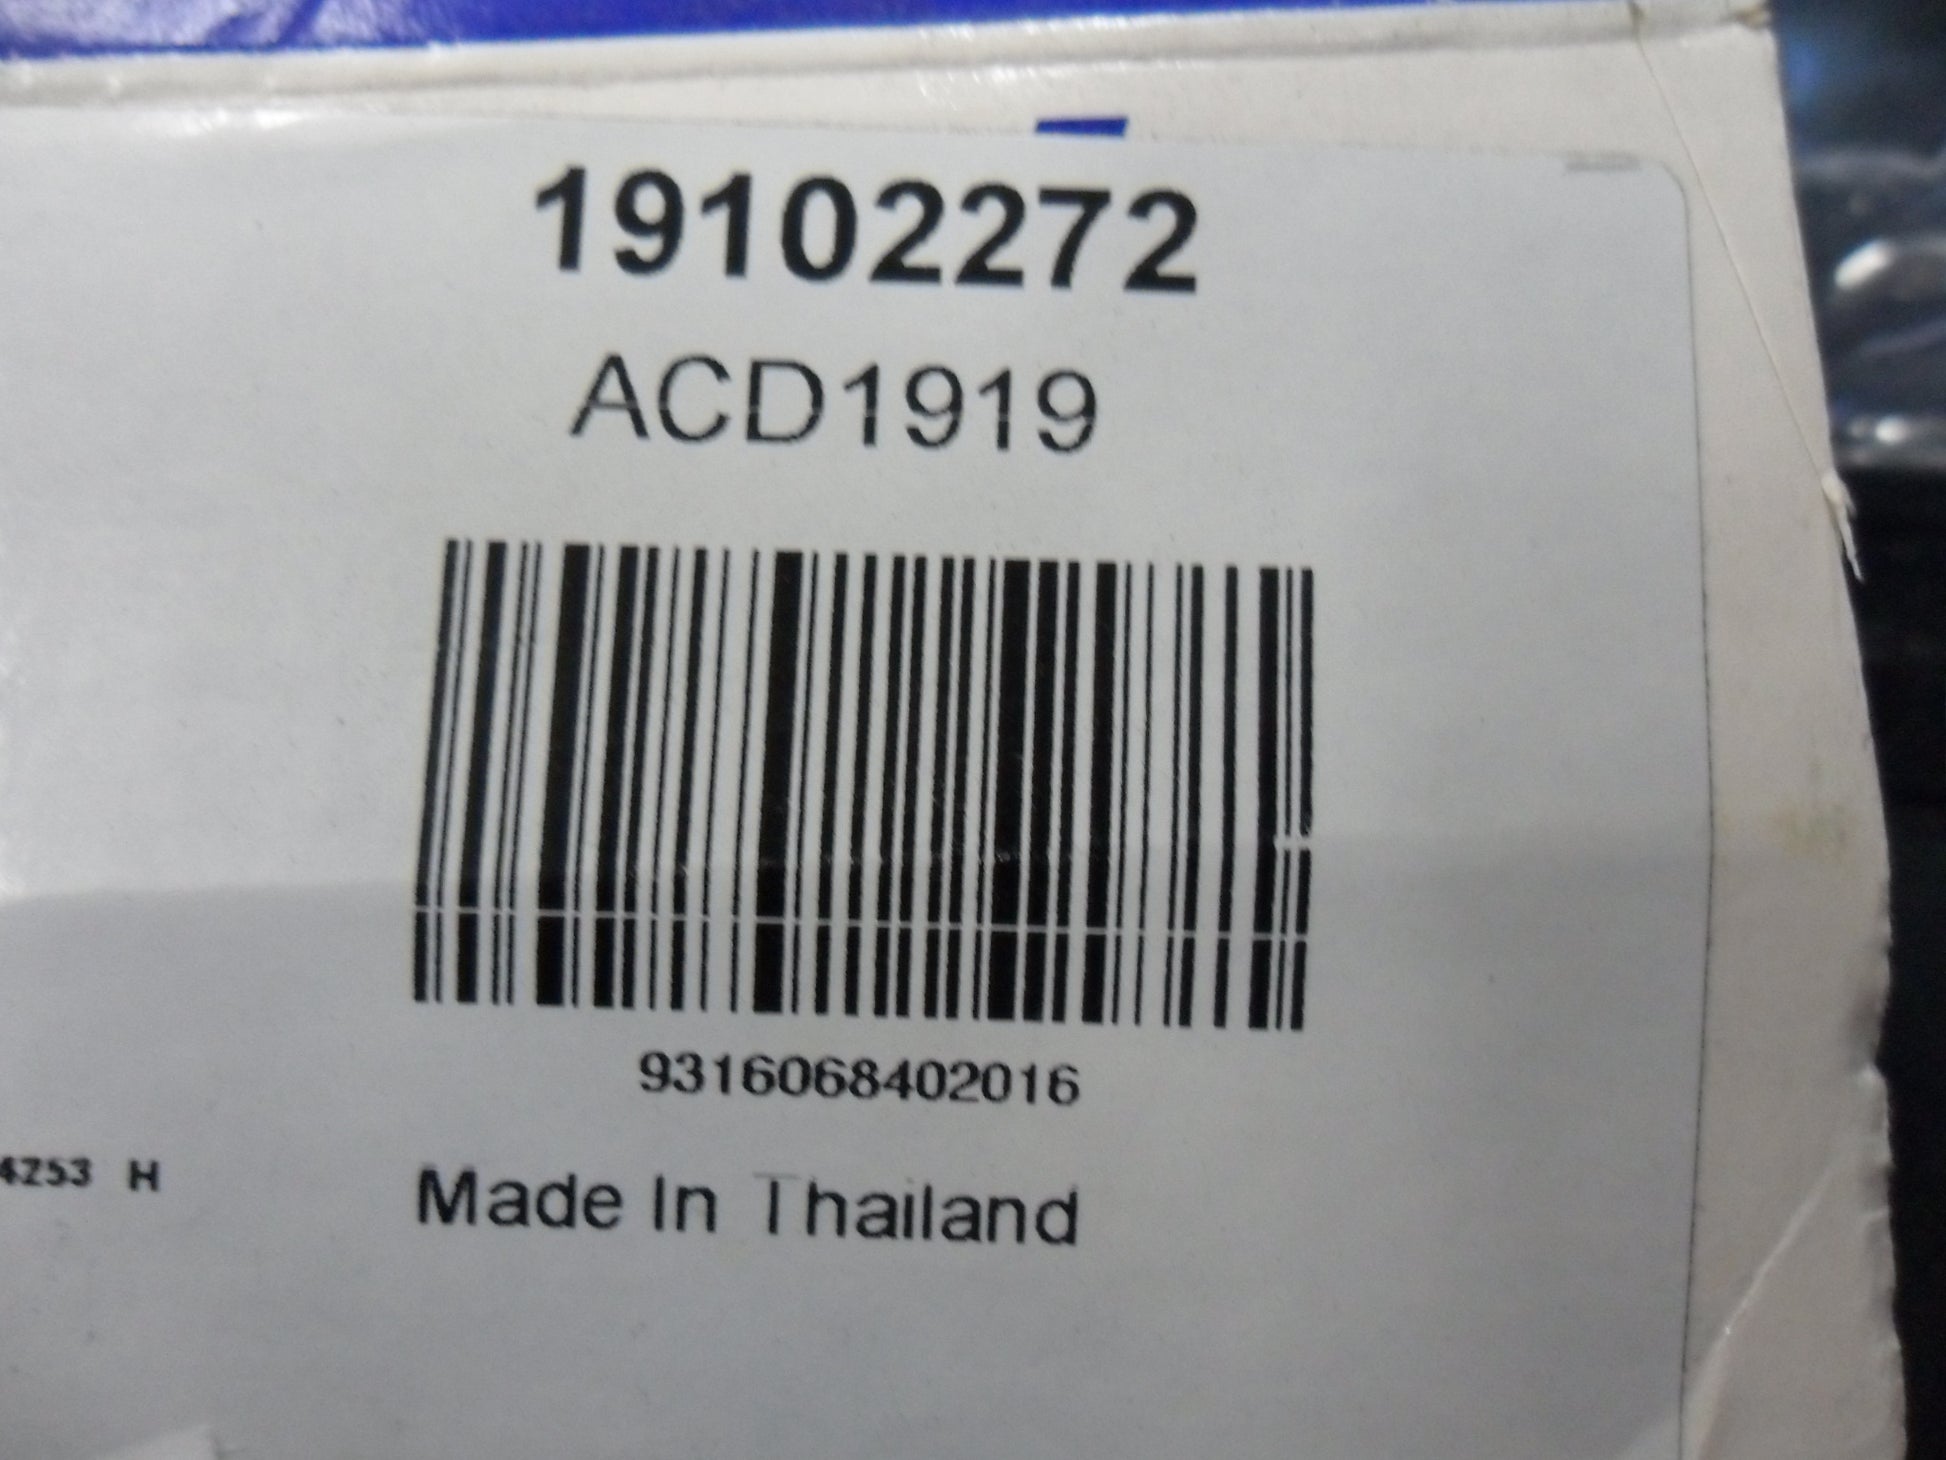 19102272
ACD1919
9316068402016
4253 H
Made In Thailand